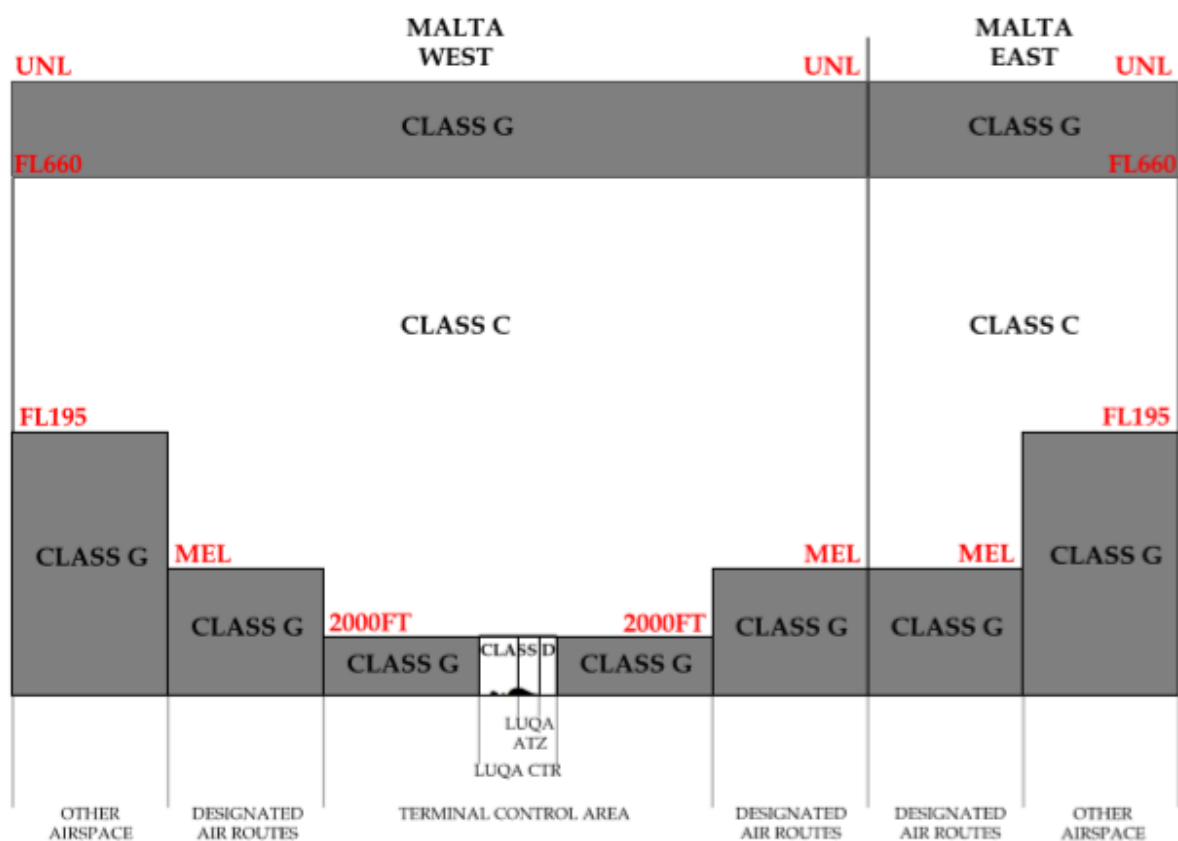 MALTA
WEST
MALTA
EAST
UNL
UNL
UNL
CLASS G
CLASS G
FL660
FL660
CLASS C
CLASS C
FL195
FL195
CLASS G
MEL
MEL
MEL
CLASS G
CLASS G
CLASS G
CLASS G
2000FT
2000FT
CLASS G
CLASS D
CLASS G
LUQA
ATZ
LUQA CTR
OTHER
AIRSPACE
DESIGNATED
AIR ROUTES
TERMINAL CONTROL AREA
DESIGNATED
AIR ROUTES
DESIGNATED
AIR ROUTES
OTHER
AIRSPACE